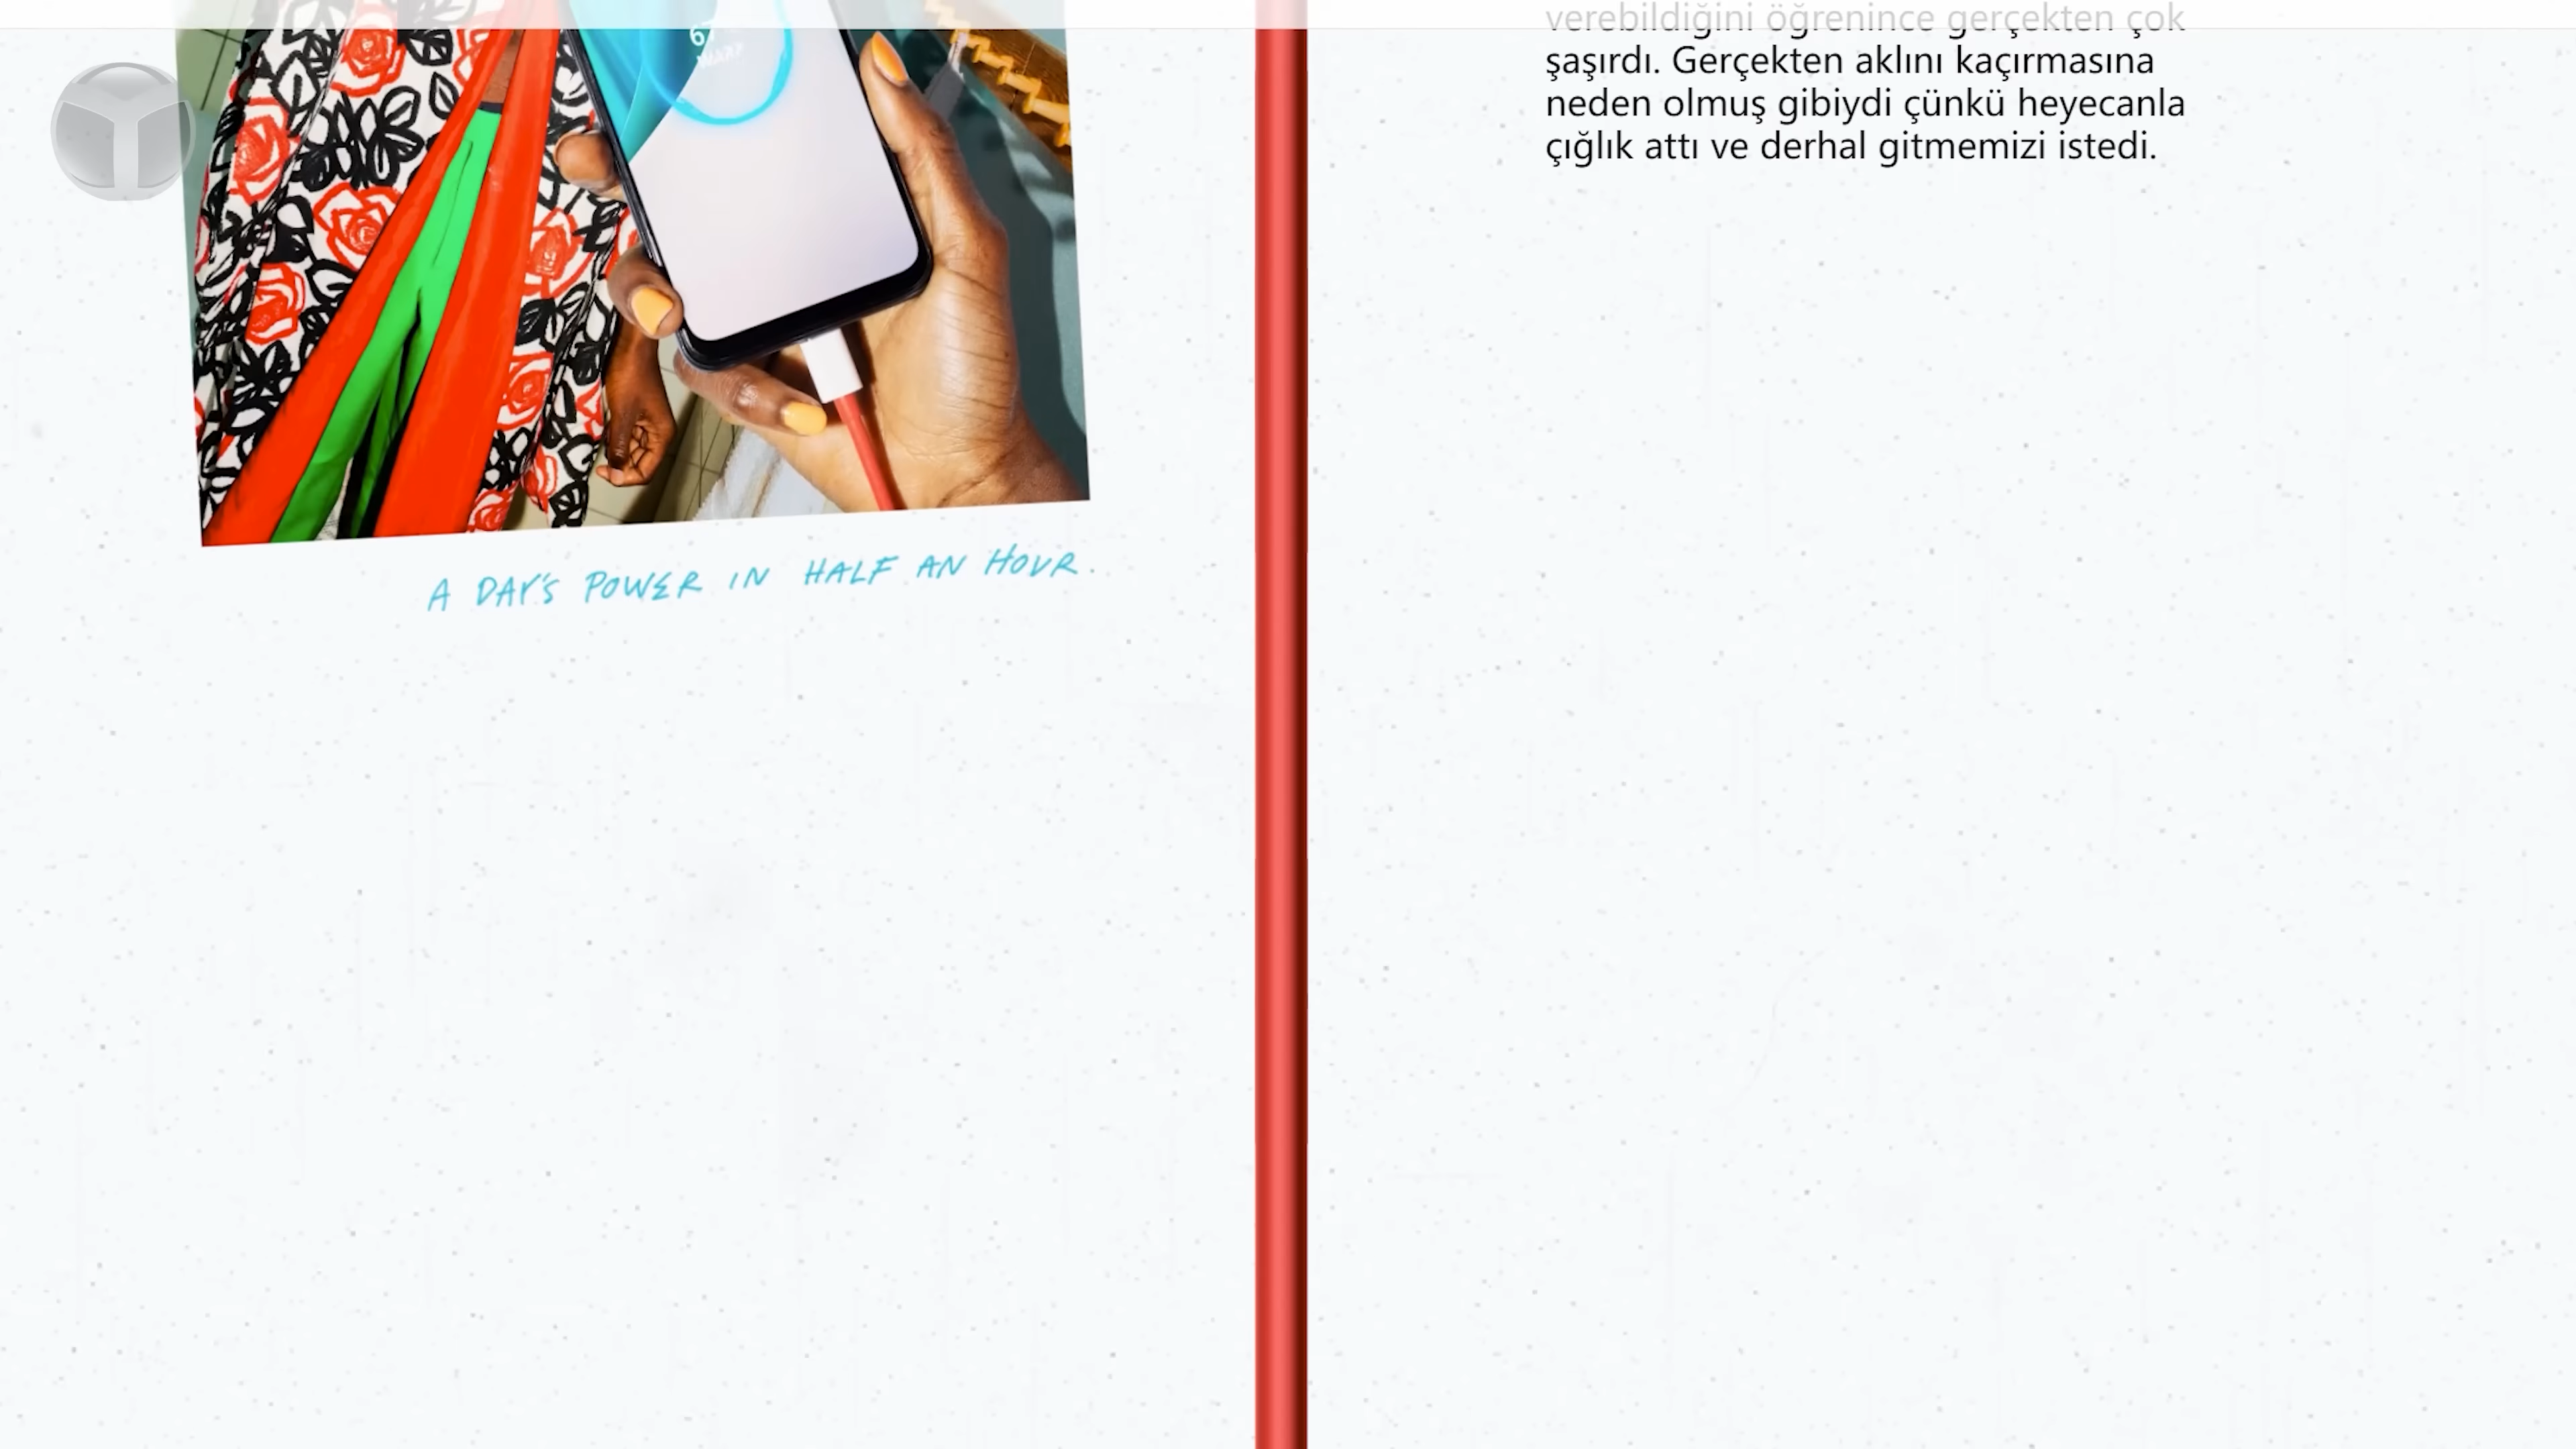 67
A DAY'S POWER IN HALF AN HOUR.
verebildiğini öğrenince gerçekten çok
şaşırdı. Gerçekten aklını kaçırmasına
neden olmuş gibiydi çünkü heyecanla
çığlık attı ve derhal gitmemizi istedi.